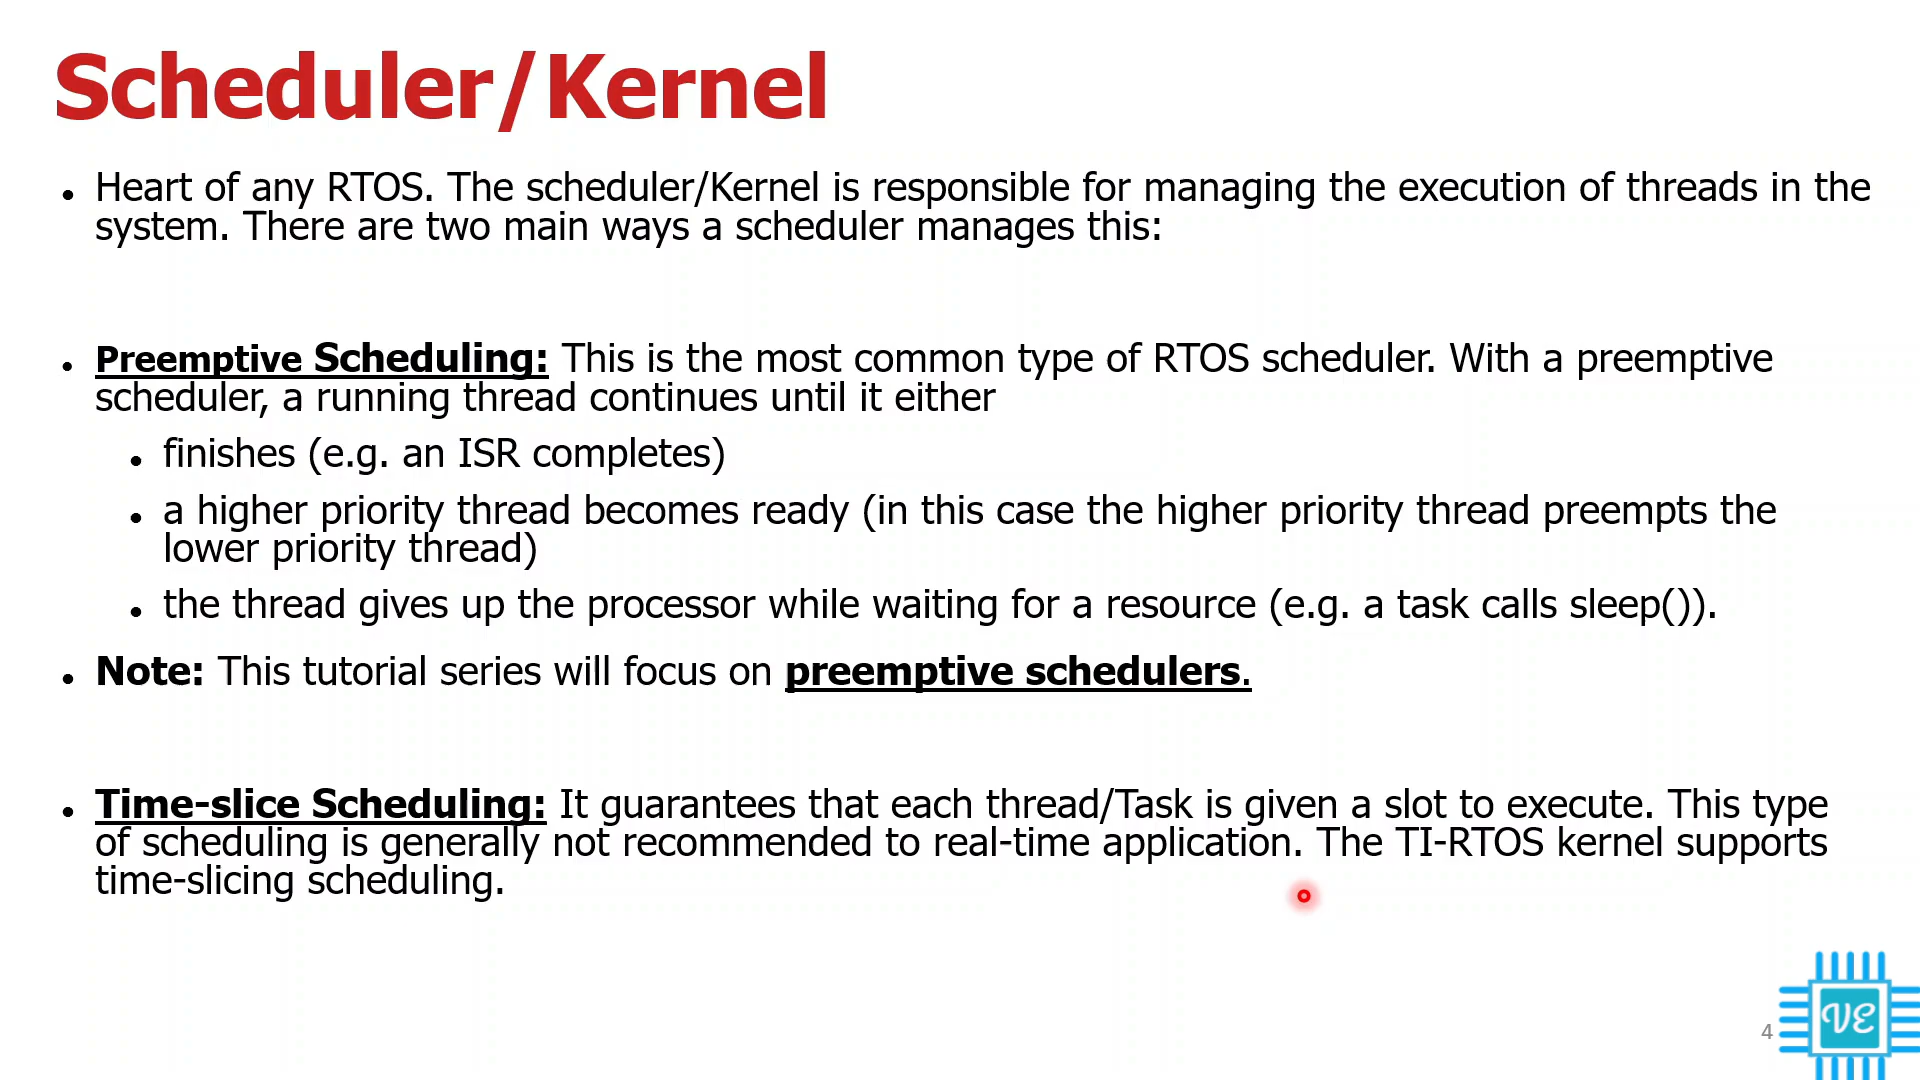 Scheduler/Kernel
• Heart of any RTOS. The scheduler/Kernel is responsible for managing the execution of threads in the
system. There are two main ways a scheduler manages this:
• Preemptive Scheduling: This is the most common type of RTOS scheduler. With a preemptive
scheduler, a running thread continues until it either
• finishes (e.g. an ISR completes)
• a higher priority thread becomes ready (in this case the higher priority thread preempts the
lower priority thread)
• the thread gives up the processor while waiting for a resource (e.g. a task calls sleep()).
• Note: This tutorial series will focus on preemptive schedulers.
• Time-slice Scheduling: It guarantees that each thread/Task is given a slot to execute. This type
of scheduling is generally not recommended to real-time application. The TI-RTOS kernel supports
time-slicing scheduling.
4
VE